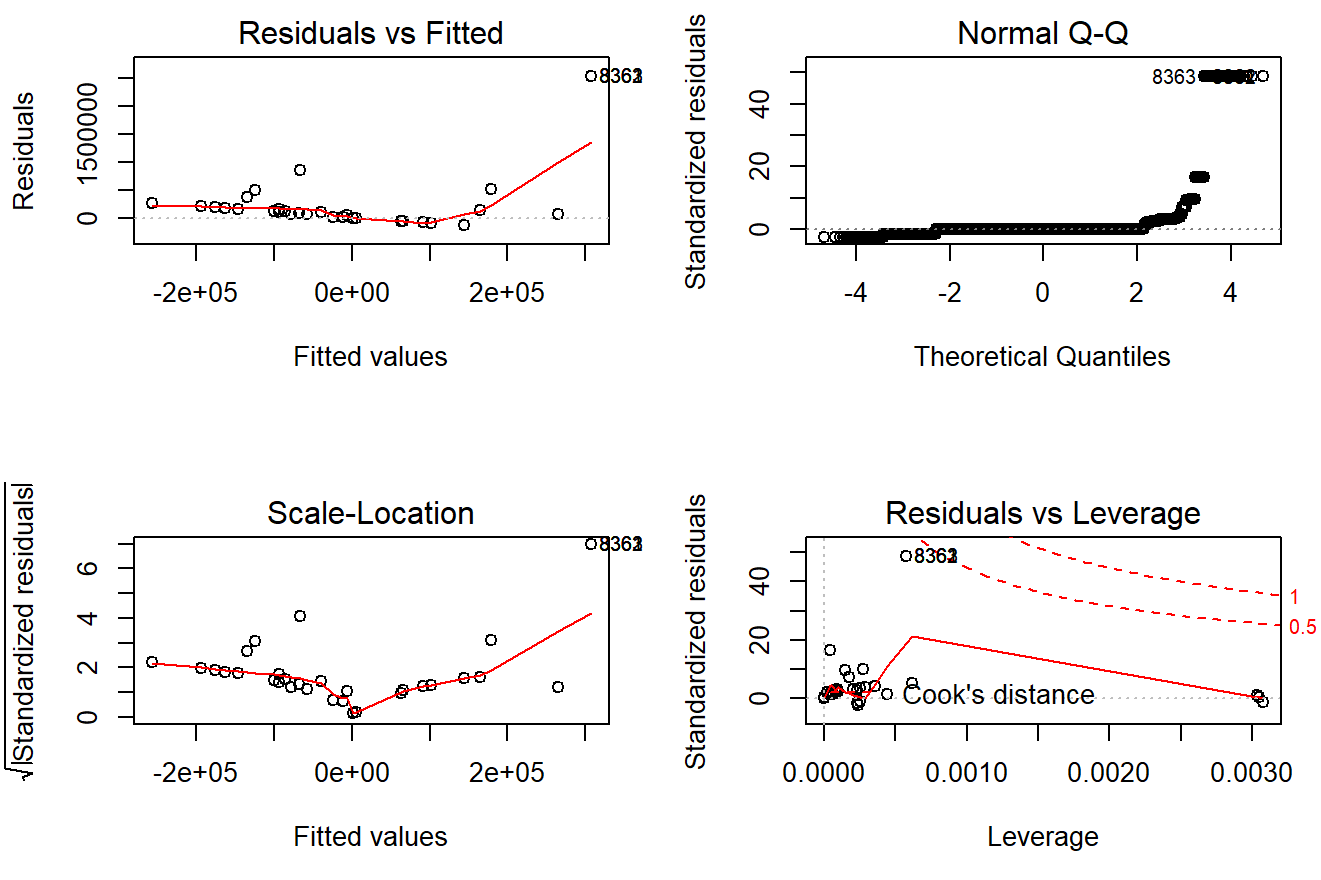 Residuals vs Fitted
Residuals
0
1500000
-2e+05 0e+00 2e+05
Fitted values
Normal Q-Q
Standardized residuals
0 20 40
8363
-4 -2 0 2 4
Theoretical Quantiles
Scale-Location
√|Standardized residuals|
0 2 4 6
-2e+05 0e+00 2e+05
Fitted values
Residuals vs Leverage
Standardized residuals
0 20 40
1
0.5
Cook's distance
0.0000 0.0010 0.0020 0.0030
Leverage